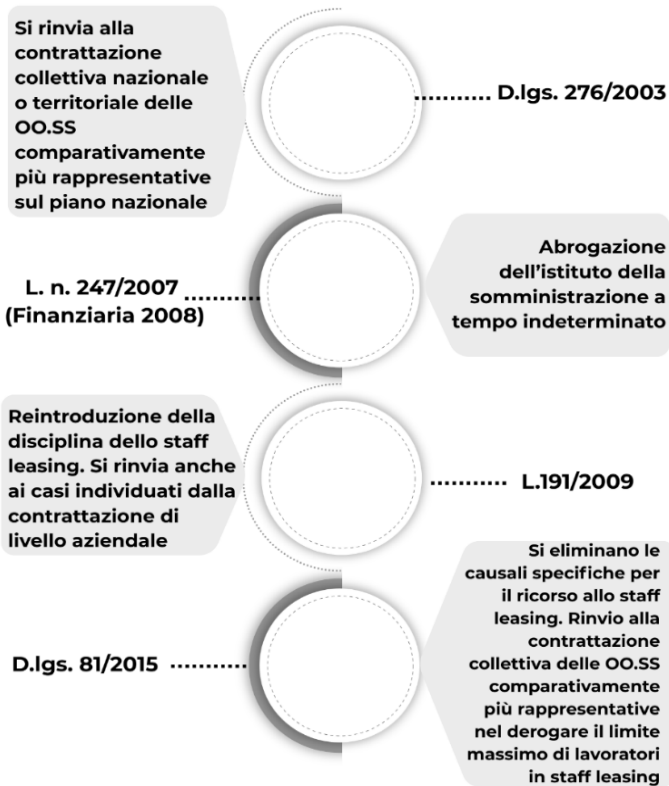 Si rinvia alla
contrattazione
collettiva nazionale
o territoriale delle
OO.SS
comparativamente
più rappresentative
sul piano nazionale
D.lgs. 276/2003
L. n. 247/2007
(Finanziaria 2008)
Abrogazione
dell'istituto della
somministrazione a
tempo indeterminato
Reintroduzione della
disciplina dello staff
leasing. Si rinvia anche
ai casi individuati dalla
contrattazione di
livello aziendale
L.191/2009
D.lgs. 81/2015
Si eliminano le
causali specifiche per
il ricorso allo staff
leasing. Rinvio alla
contrattazione
collettiva delle OO.SS
comparativamente
più rappresentative
nel derogare il limite
massimo di lavoratori
in staff leasing